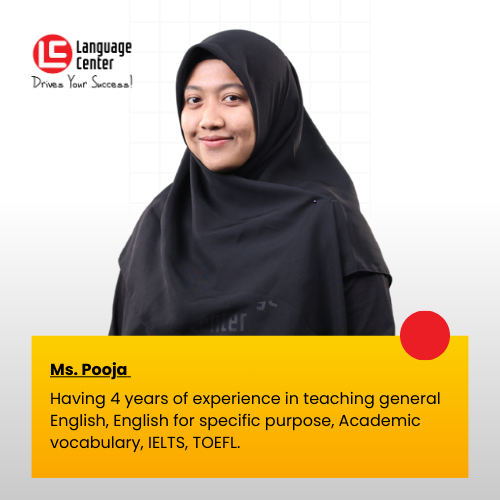 Language
Center
Drives Your Success!
Ms. Pooja
Having 4 years of experience in teaching general
English, English for specific purpose, Academic
vocabulary, IELTS, TOEFL.